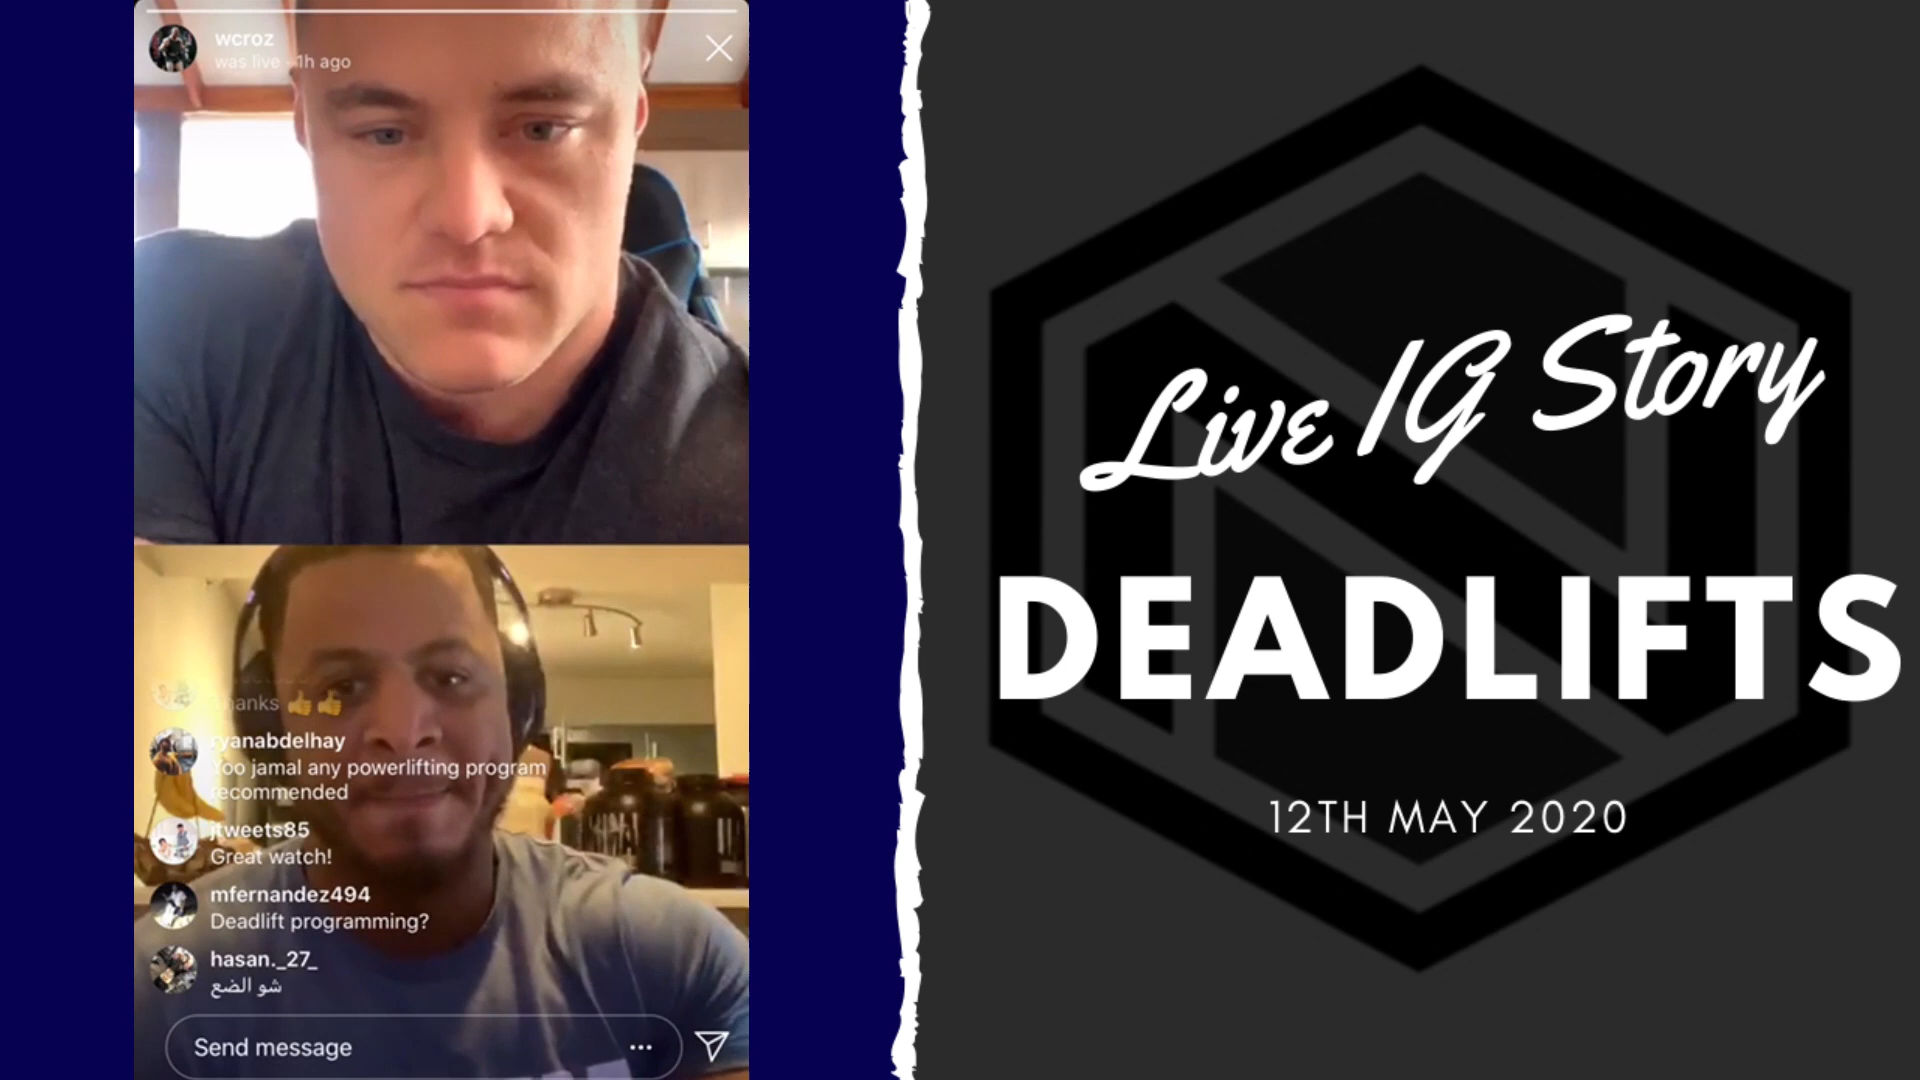 wcroz
was live · 1h ago
thanks 👍👍
ryanabdelhay
Yoo jamal any powerlifting program
recommended
jtweets85
Great watch!
mfernandez494
Deadlift programming?
hasan._27_
شو الضع
Send message
Live IG Story
DEADLIFTS
12TH MAY 2020